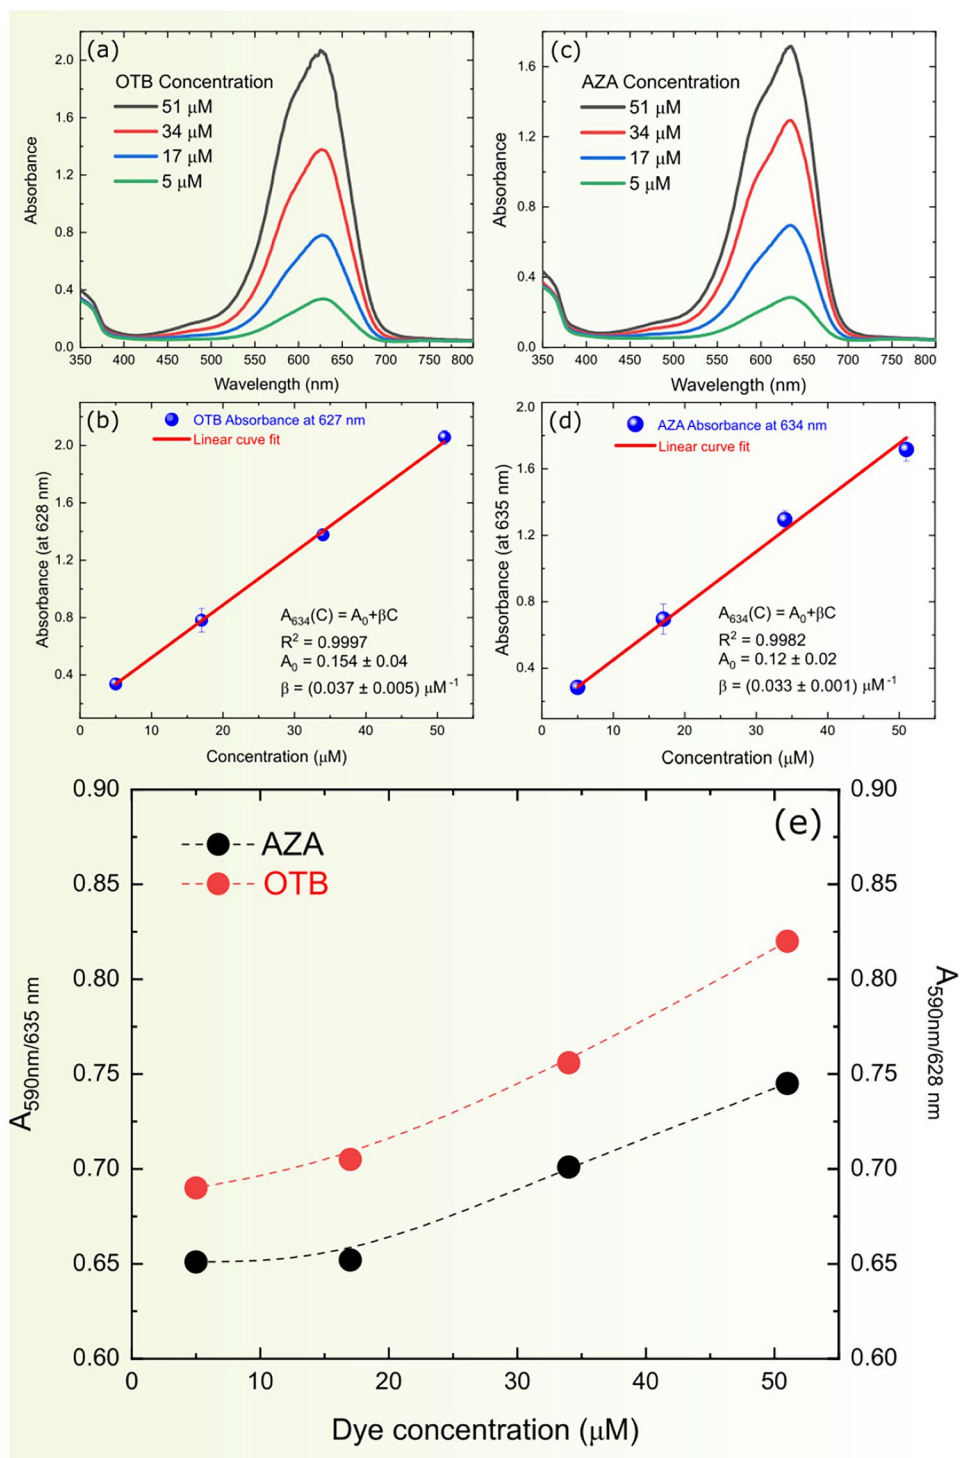 (a)
OTB Concentration
51 μM
34 μM
17 μM
5 μM
Absorbance
2.0
1.6
1.2
0.8
0.4
0.0
350 400 450 500 550 600 650 700 750 800
Wavelength (nm)
(c)
AZA Concentration
51 μM
34 μM
17 μM
5 μM
Absorbance
1.6
1.2
0.8
0.4
0.0
350 400 450 500 550 600 650 700 750 800
Wavelength (nm)
(b)
OTB Absorbance at 627 nm
Linear cuve fit
Absorbance (at 628 nm)
2.0
1.6
1.2
0.8
0.4
A634(C) = A0+βC
R2 = 0.9997
A0 = 0.154 ± 0.04
β = (0.037 ± 0.005) μM-1
0 10 20 30 40 50
Concentration (μM)
(d)
AZA Absorbance at 634 nm
Linear curve fit
Absorbance (at 635 nm)
2.0
1.6
1.2
0.8
0.4
A634(C) = A0+βC
R2 = 0.9982
A0 = 0.12 ± 0.02
β = (0.033 ± 0.001) μM-1
0 10 20 30 40 50
Concentration (μM)
(e)
AZA
OTB
A590nm/635 nm
0.90
0.85
0.80
0.75
0.70
0.65
0.60
0.90
0.85
0.80
0.75
0.70
0.65
0.60
A590nm/628 nm
0 10 20 30 40 50
Dye concentration (μM)